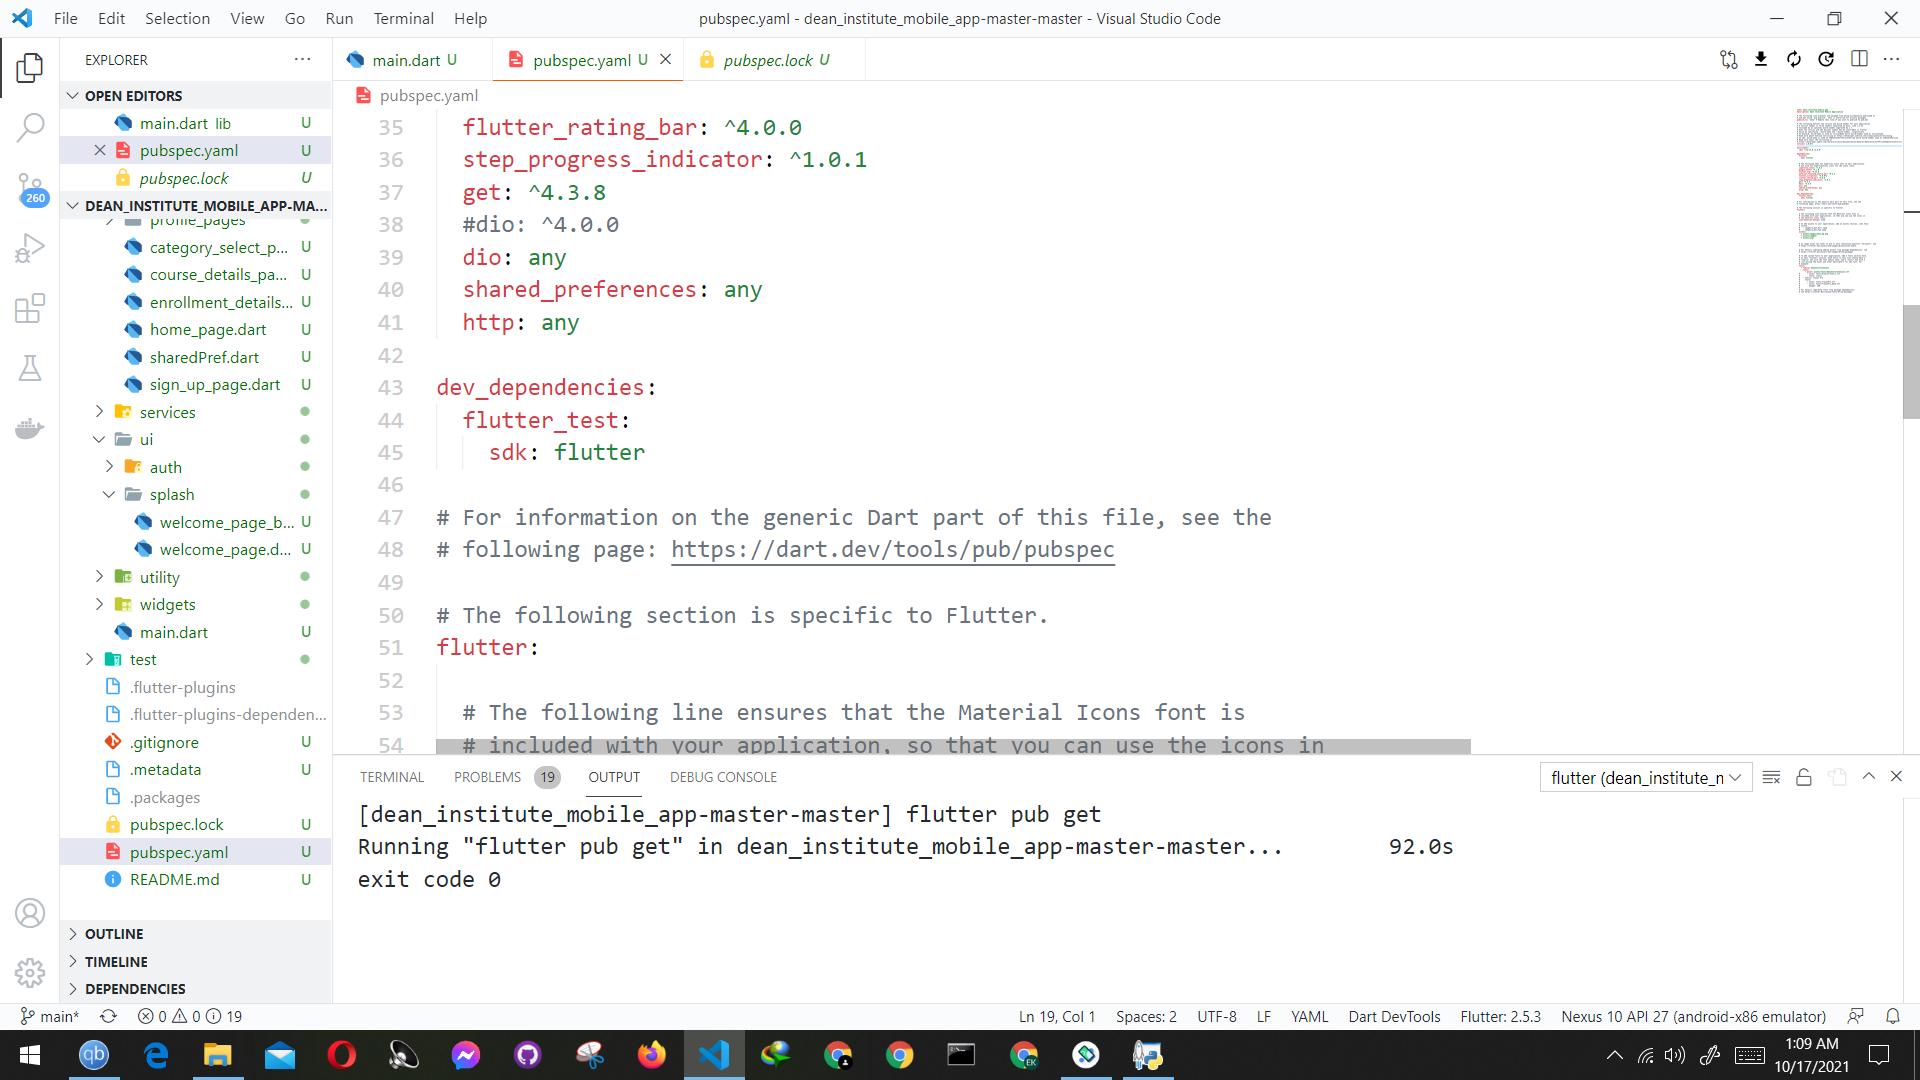 File Edit Selection View Go Run Terminal Help
pubspec.yaml - dean_institute_mobile_app-master-master - Visual Studio Code
EXPLORER
main.dart U
pubspec.yaml U
pubspec.lock U
OPEN EDITORS
main.dart lib U
pubspec.yaml U
pubspec.lock U
260
DEAN_INSTITUTE_MOBILE_APP-MA...
profile_pages
category_select_p... U
course_details_pa... U
enrollment_details... U
home_page.dart U
sharedPref.dart U
sign_up_page.dart U
services
ui
auth
splash
welcome_page_b... U
welcome_page.d... U
utility
widgets
main.dart U
test
.flutter-plugins
.flutter-plugins-dependen...
.gitignore U
.metadata U
.packages
pubspec.lock U
pubspec.yaml U
README.md U
OUTLINE
TIMELINE
DEPENDENCIES
pubspec.yaml
35 flutter_rating_bar: ^4.0.0
36 step_progress_indicator: ^1.0.1
37 get: ^4.3.8
38 #dio: ^4.0.0
39 dio: any
40 shared_preferences: any
41 http: any
42
43 dev_dependencies:
44 flutter_test:
45 sdk: flutter
46
47 # For information on the generic Dart part of this file, see the
48 # following page: https://dart.dev/tools/pub/pubspec
49
50 # The following section is specific to Flutter.
51 flutter:
52
53 # The following line ensures that the Material Icons font is
54 # included with your application, so that you can use the icons in
TERMINAL PROBLEMS 19 OUTPUT DEBUG CONSOLE
flutter (dean_institute_n
[dean_institute_mobile_app-master-master] flutter pub get
Running "flutter pub get" in dean_institute_mobile_app-master-master... 92.0s
exit code 0
main* 0 0 19
Ln 19, Col 1 Spaces: 2 UTF-8 LF YAML Dart DevTools Flutter: 2.5.3 Nexus 10 API 27 (android-x86 emulator)
qb
EK
1:09 AM
10/17/2021